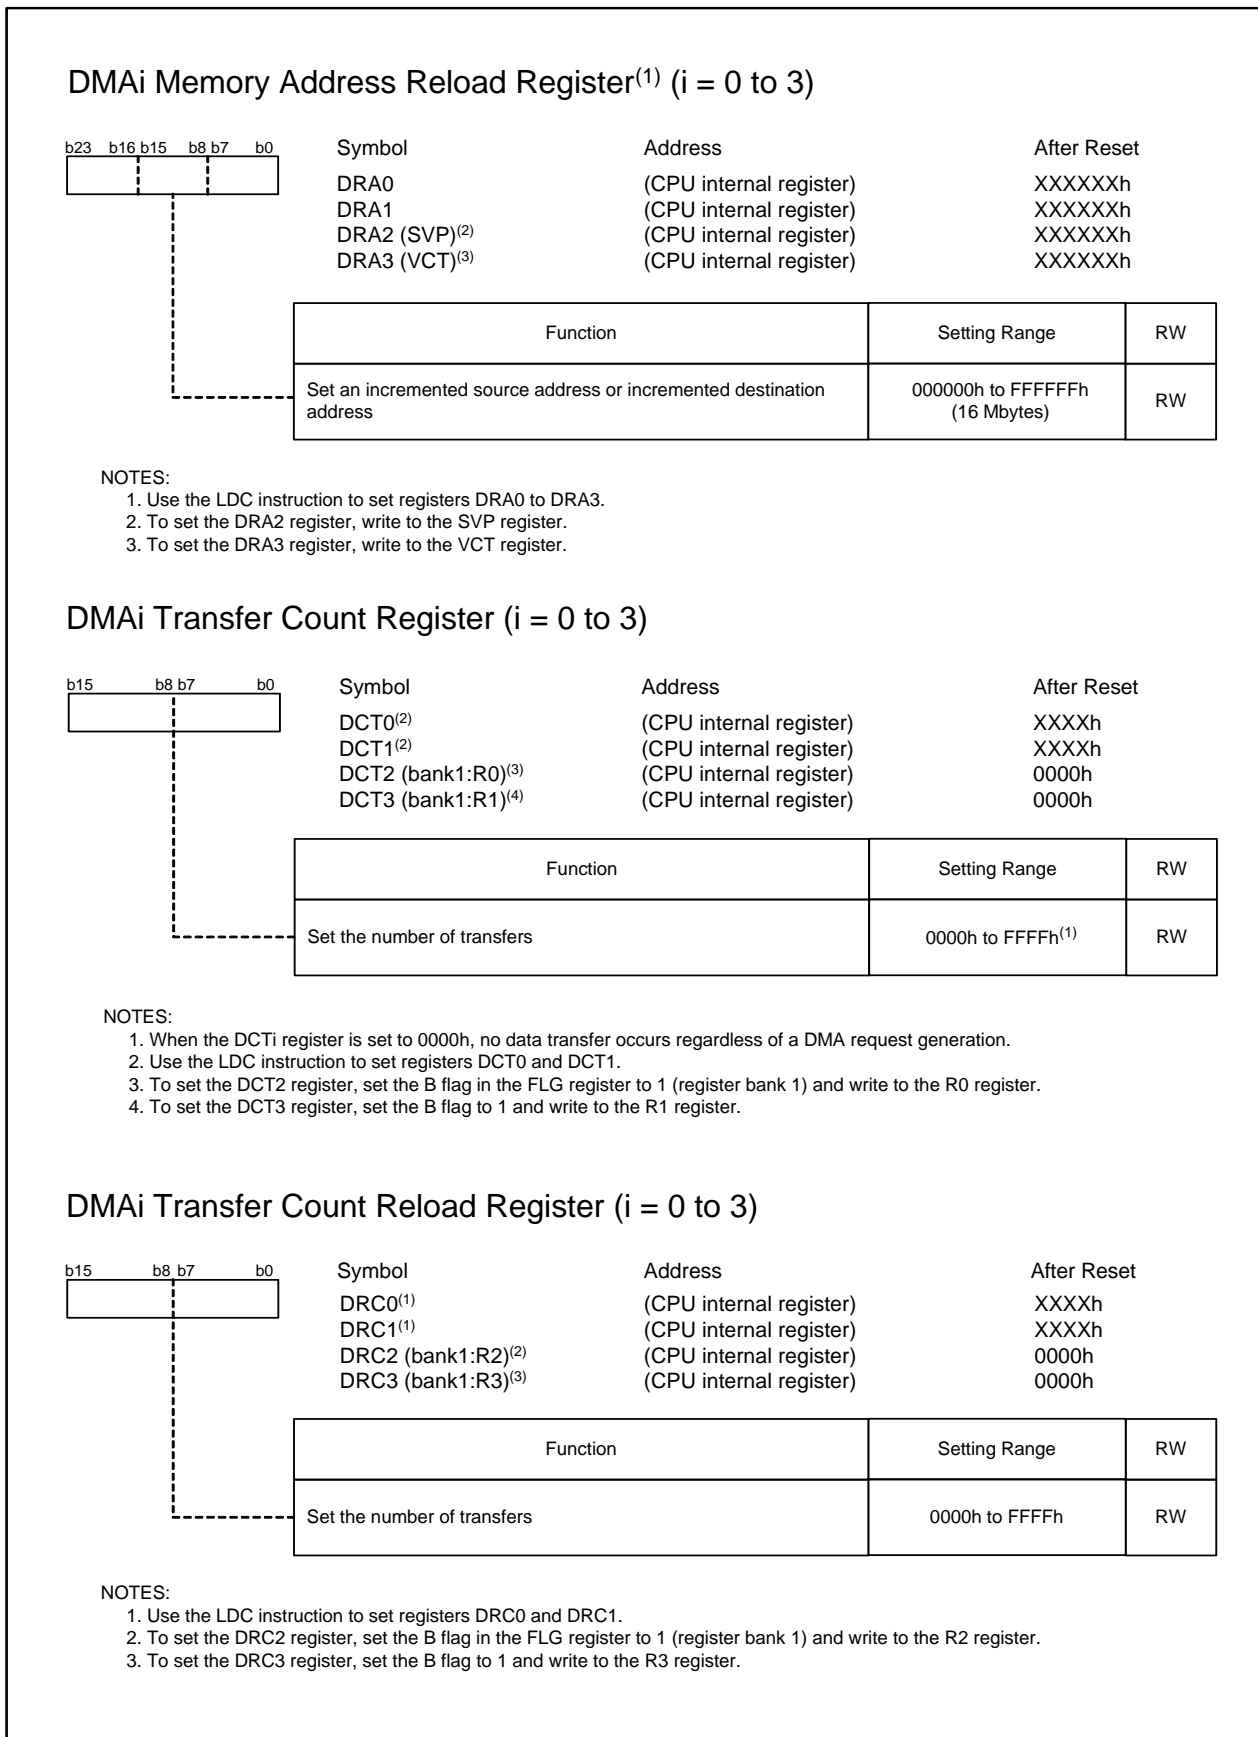 DMAi Memory Address Reload Register(1) (i = 0 to 3)
b23 b16 b15 b8 b7 b0
Symbol Address After Reset
DRA0 (CPU internal register) XXXXXXh
DRA1 (CPU internal register) XXXXXXh
DRA2 (SVP)(2) (CPU internal register) XXXXXXh
DRA3 (VCT)(3) (CPU internal register) XXXXXXh
Function Setting Range RW
Set an incremented source address or incremented destination address 000000h to FFFFFFh (16 Mbytes) RW
NOTES:
1. Use the LDC instruction to set registers DRA0 to DRA3.
2. To set the DRA2 register, write to the SVP register.
3. To set the DRA3 register, write to the VCT register.
DMAi Transfer Count Register (i = 0 to 3)
b15 b8 b7 b0
Symbol Address After Reset
DCT0(2) (CPU internal register) XXXXh
DCT1(2) (CPU internal register) XXXXh
DCT2 (bank1:R0)(3) (CPU internal register) 0000h
DCT3 (bank1:R1)(4) (CPU internal register) 0000h
Function Setting Range RW
Set the number of transfers 0000h to FFFFh(1) RW
NOTES:
1. When the DCTi register is set to 0000h, no data transfer occurs regardless of a DMA request generation.
2. Use the LDC instruction to set registers DCT0 and DCT1.
3. To set the DCT2 register, set the B flag in the FLG register to 1 (register bank 1) and write to the R0 register.
4. To set the DCT3 register, set the B flag to 1 and write to the R1 register.
DMAi Transfer Count Reload Register (i = 0 to 3)
b15 b8 b7 b0
Symbol Address After Reset
DRC0(1) (CPU internal register) XXXXh
DRC1(1) (CPU internal register) XXXXh
DRC2 (bank1:R2)(2) (CPU internal register) 0000h
DRC3 (bank1:R3)(3) (CPU internal register) 0000h
Function Setting Range RW
Set the number of transfers 0000h to FFFFh RW
NOTES:
1. Use the LDC instruction to set registers DRC0 and DRC1.
2. To set the DRC2 register, set the B flag in the FLG register to 1 (register bank 1) and write to the R2 register.
3. To set the DRC3 register, set the B flag to 1 and write to the R3 register.